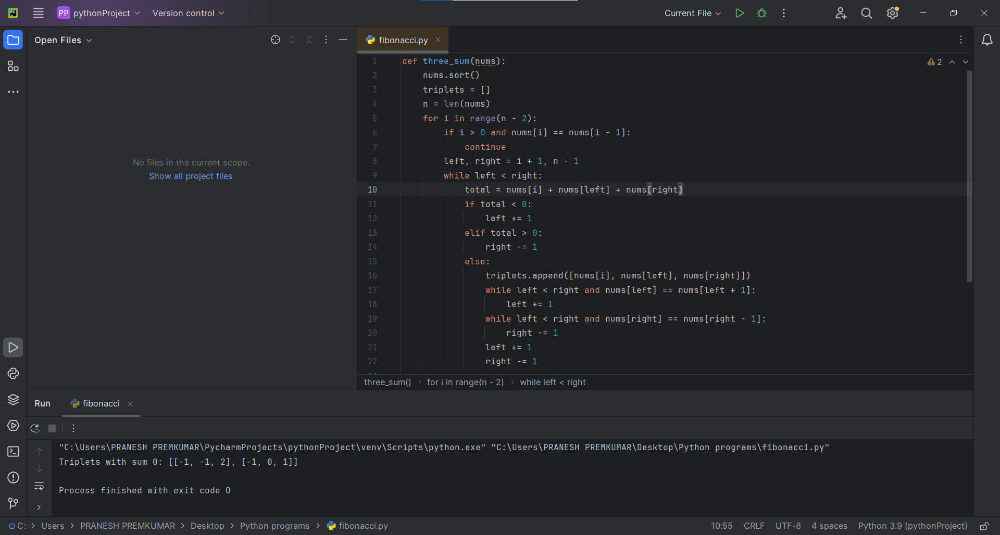 PC PP pythonProject Version control Current File
Open Files
fibonacci.py
No files in the current scope.
Show all project files
2
1 def three_sum(nums):
2 nums.sort()
3 triplets = []
4 n = len(nums)
5 for i in range(n - 2):
6 if i > 0 and nums[i] == nums[i - 1]:
7 continue
8 left, right = i + 1, n - 1
9 while left < right:
10 total = nums[i] + nums[left] + nums[right]
11 if total < 0:
12 left += 1
13 elif total > 0:
14 right -= 1
15 else:
16 triplets.append([nums[i], nums[left], nums[right]])
17 while left < right and nums[left] == nums[left + 1]:
18 left += 1
19 while left < right and nums[right] == nums[right - 1]:
20 right -= 1
21 left += 1
22 right -= 1
three_sum() › for i in range(n - 2) › while left < right
Run fibonacci
"C:\Users\PRANESH PREMKUMAR\PycharmProjects\pythonProject\venv\Scripts\python.exe" "C:\Users\PRANESH PREMKUMAR\Desktop\Python programs\fibonacci.py"
Triplets with sum 0: [[-1, -1, 2], [-1, 0, 1]]
Process finished with exit code 0
C: > Users > PRANESH PREMKUMAR > Desktop > Python programs > fibonacci.py
10:55 CRLF UTF-8 4 spaces Python 3.9 (pythonProject)